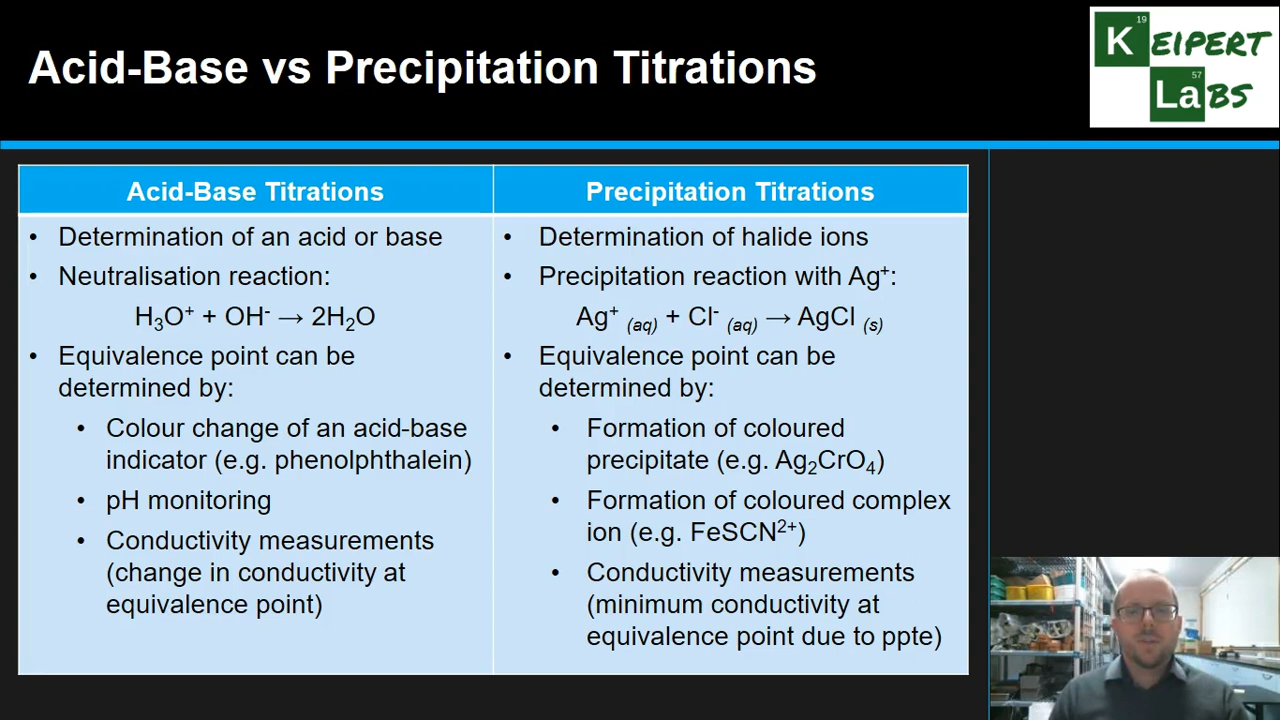 Acid-Base vs Precipitation Titrations
19
K EIPERT
57
La BS
Acid-Base Titrations
• Determination of an acid or base
• Neutralisation reaction:
H₃O⁺ + OH⁻ → 2H₂O
• Equivalence point can be
determined by:
• Colour change of an acid-base
indicator (e.g. phenolphthalein)
• pH monitoring
• Conductivity measurements
(change in conductivity at
equivalence point)
Precipitation Titrations
• Determination of halide ions
• Precipitation reaction with Ag⁺:
Ag⁺ (aq) + Cl⁻ (aq) → AgCl (s)
• Equivalence point can be
determined by:
• Formation of coloured
precipitate (e.g. Ag₂CrO₄)
• Formation of coloured complex
ion (e.g. FeSCN²⁺)
• Conductivity measurements
(minimum conductivity at
equivalence point due to ppte)